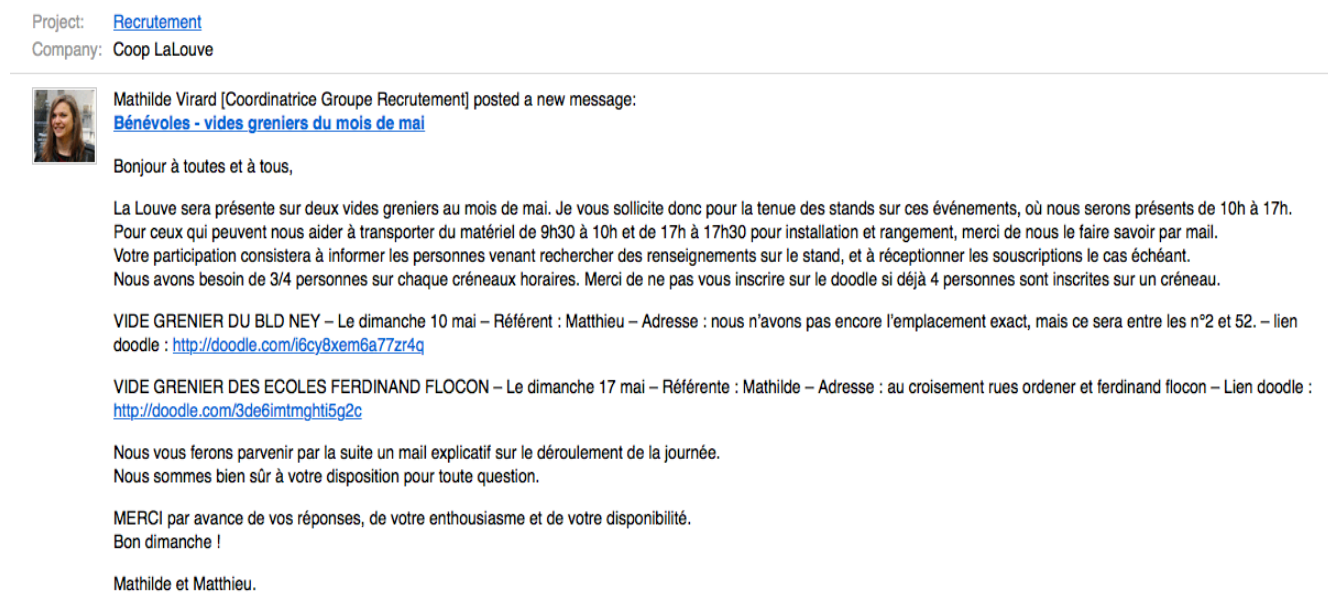 Project: Recrutement
Company: Coop LaLouve
Mathilde Virard [Coordinatrice Groupe Recrutement] posted a new message:
Bénévoles - vides greniers du mois de mai
Bonjour à toutes et à tous,
La Louve sera présente sur deux vides greniers au mois de mai. Je vous sollicite donc pour la tenue des stands sur ces événements, où nous serons présents de 10h à 17h.
Pour ceux qui peuvent nous aider à transporter du matériel de 9h30 à 10h et de 17h à 17h30 pour installation et rangement, merci de nous le faire savoir par mail.
Votre participation consistera à informer les personnes venant rechercher des renseignements sur le stand, et à réceptionner les souscriptions le cas échéant.
Nous avons besoin de 3/4 personnes sur chaque créneaux horaires. Merci de ne pas vous inscrire sur le doodle si déjà 4 personnes sont inscrites sur un créneau.
VIDE GRENIER DU BLD NEY – Le dimanche 10 mai – Référent : Matthieu – Adresse : nous n'avons pas encore l'emplacement exact, mais ce sera entre les n°2 et 52. – lien
doodle : http://doodle.com/i6cy8xem6a77zr4q
VIDE GRENIER DES ECOLES FERDINAND FLOCON – Le dimanche 17 mai – Référente : Mathilde – Adresse : au croisement rues ordener et ferdinand flocon – Lien doodle :
http://doodle.com/3de6imtmghti5g2c
Nous vous ferons parvenir par la suite un mail explicatif sur le déroulement de la journée.
Nous sommes bien sûr à votre disposition pour toute question.
MERCI par avance de vos réponses, de votre enthousiasme et de votre disponibilité.
Bon dimanche !
Mathilde et Matthieu.